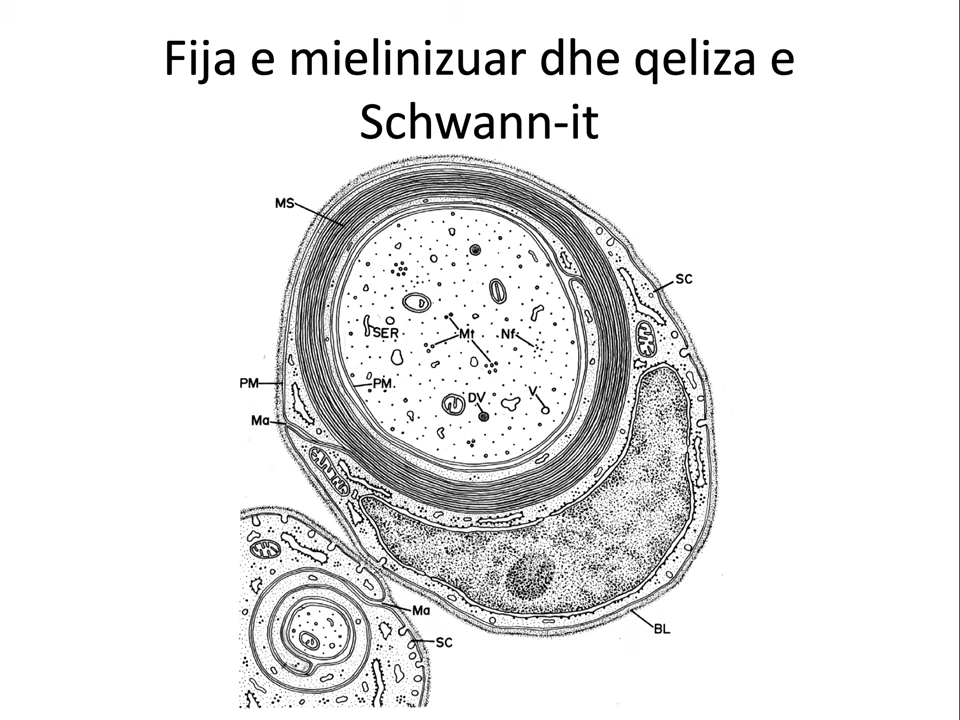 Fija e mielinizuar dhe qeliza e
Schwann-it
MS
SC
SER
Mt
Nf
PM
PM
DV
V
Ma
Ma
SC
BL